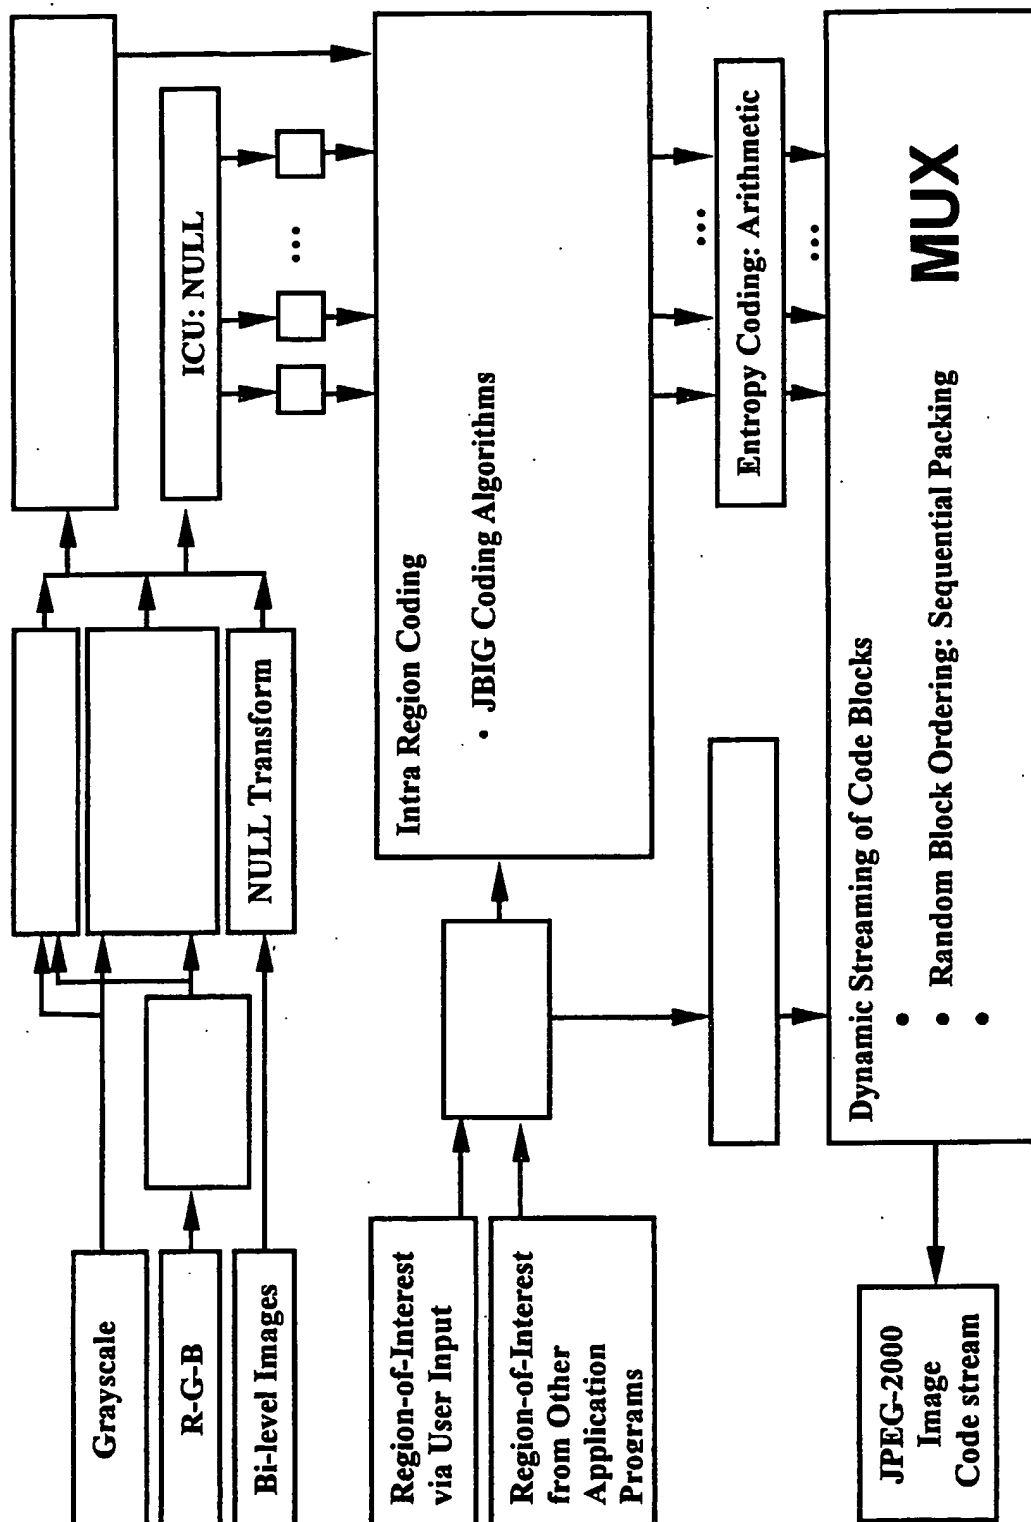 Grayscale
R-G-B
Bi-level Images
NULL Transform
ICU: NULL
...
Region-of-Interest
via User Input
Region-of-Interest
from Other
Application
Programs
Intra Region Coding
• JBIG Coding Algorithms
...
Entropy Coding: Arithmetic
...
Dynamic Streaming of Code Blocks
•
• Random Block Ordering: Sequential Packing
•
MUX
JPEG-2000
Image
Code stream